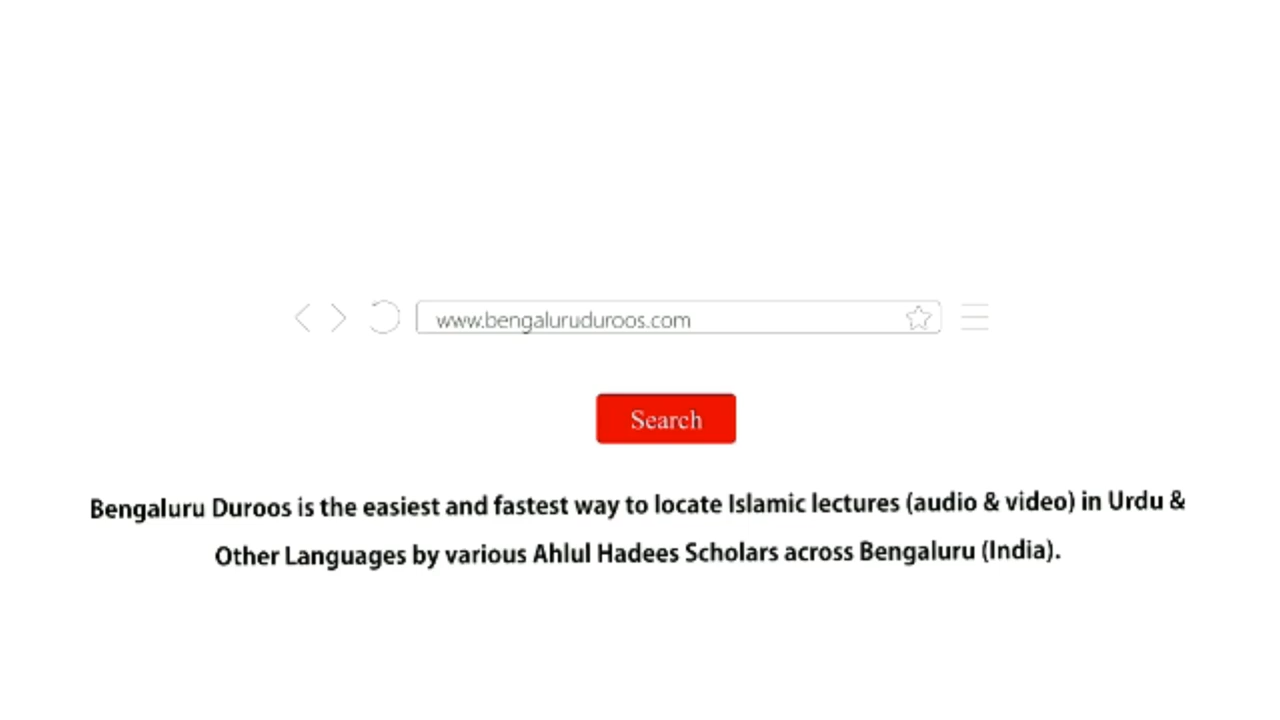 www.bengaluruduroos.com
Search
Bengaluru Duroos is the easiest and fastest way to locate Islamic lectures (audio & video) in Urdu &
Other Languages by various Ahlul Hadees Scholars across Bengaluru (India).